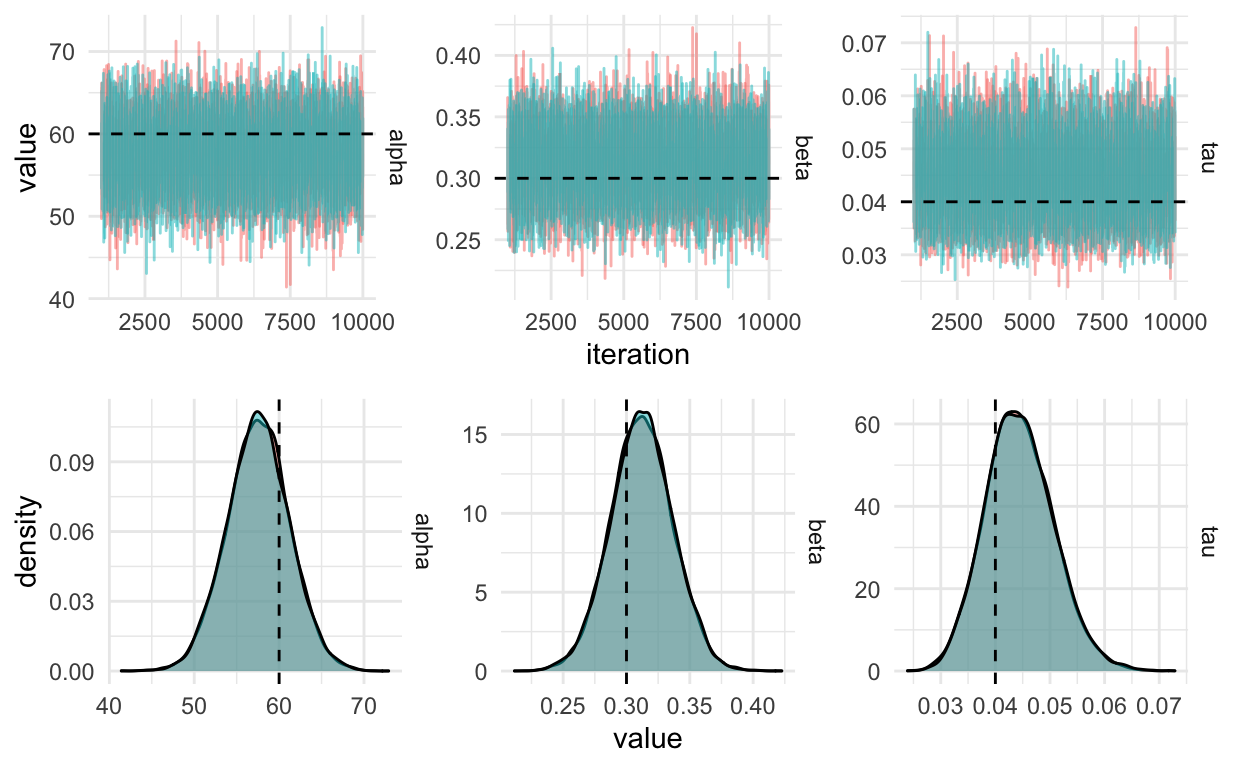 value
70
60
50
40
2500 5000 7500 10000
alpha
0.40
0.35
0.30
0.25
2500 5000 7500 10000
beta
0.07
0.06
0.05
0.04
0.03
2500 5000 7500 10000
tau
iteration
density
0.09
0.06
0.03
0.00
40 50 60 70
alpha
15
10
5
0
0.25 0.30 0.35 0.40
beta
60
40
20
0
0.03 0.04 0.05 0.06 0.07
tau
value